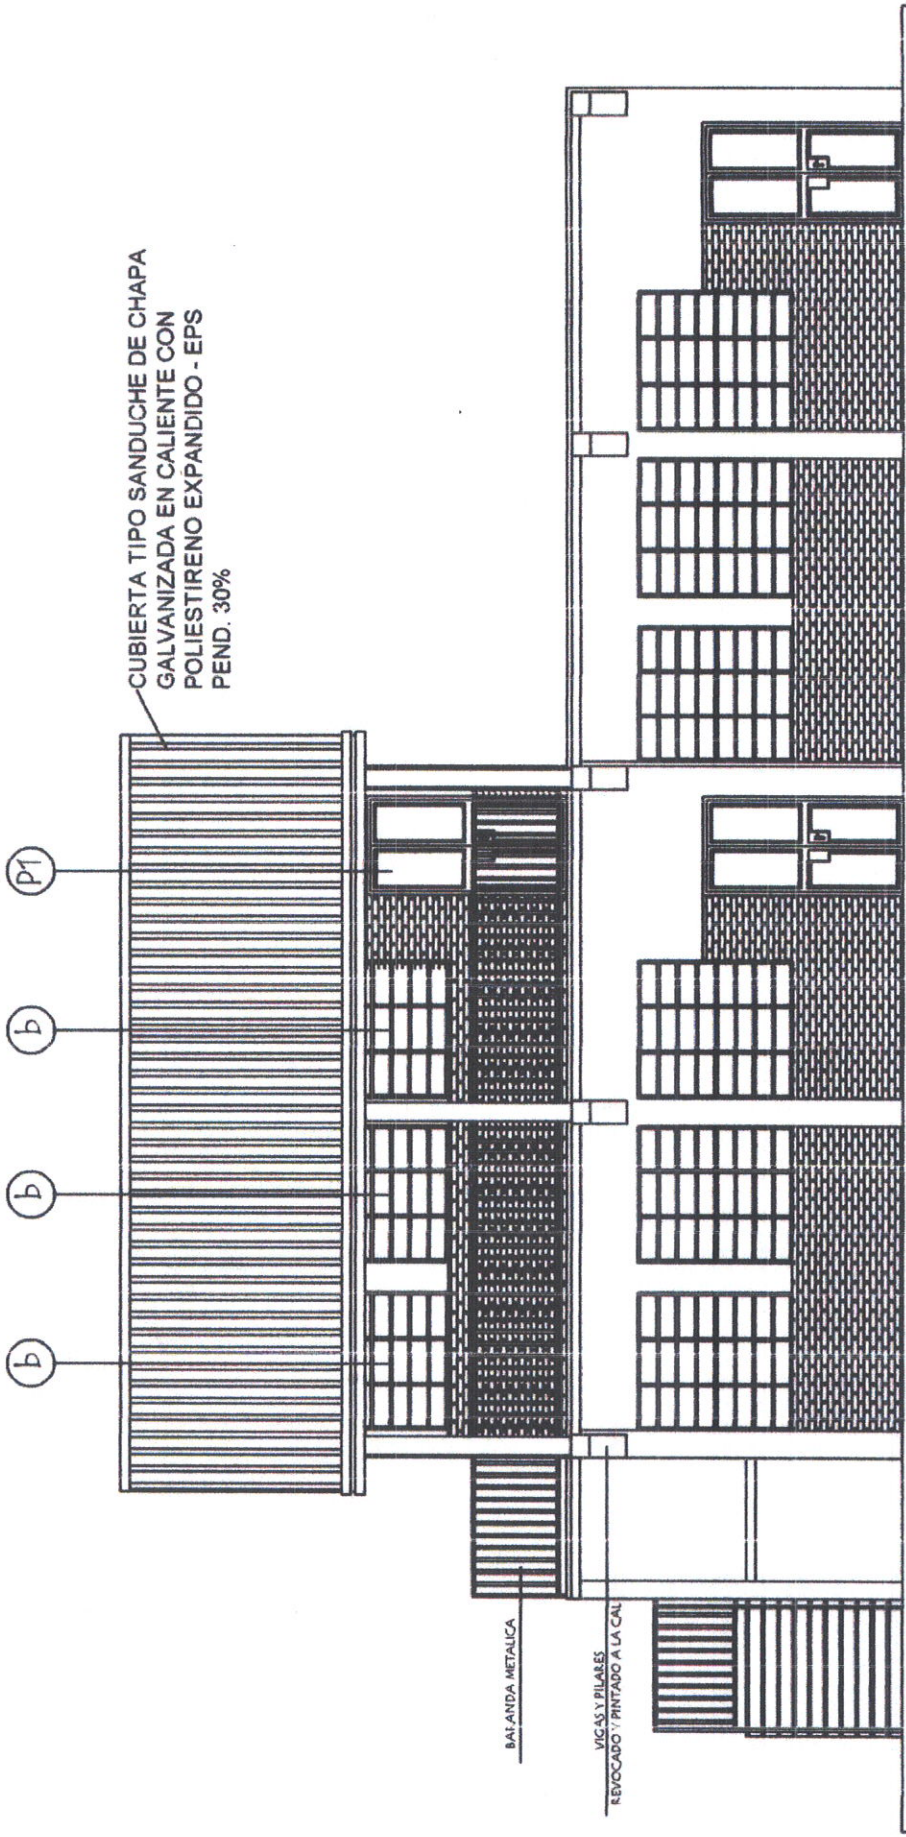 b
b
b
P1
CUBIERTA TIPO SANDUCHE DE CHAPA
GALVANIZADA EN CALIENTE CON
POLIESTIRENO EXPANDIDO - EPS
PEND. 30%
BARANDA METALICA
VIGAS Y PILARES
REVOCADO Y PINTADO A LA CAL